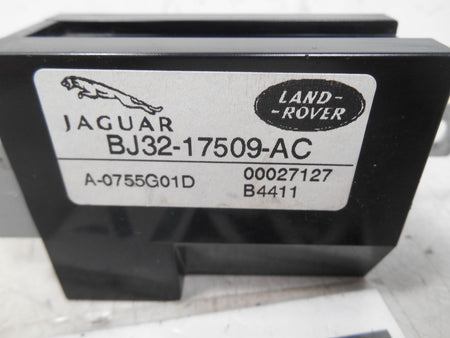 JAGUAR
LAND-
-ROVER
BJ32-17509-AC
A-0755G01D 00027127
B4411